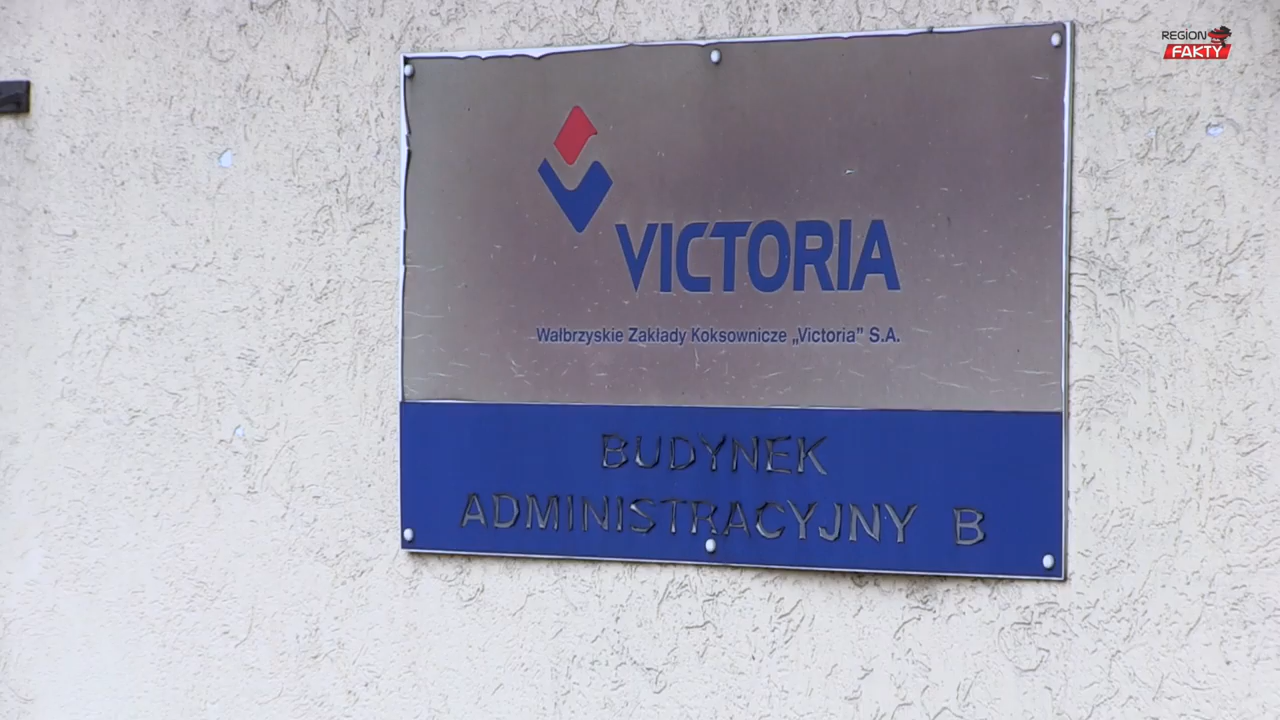 REGION
FAKTY
VICTORIA
Wałbrzyskie Zakłady Koksownicze „Victoria” S.A.
BUDYNEK
ADMINISTRACYJNY B